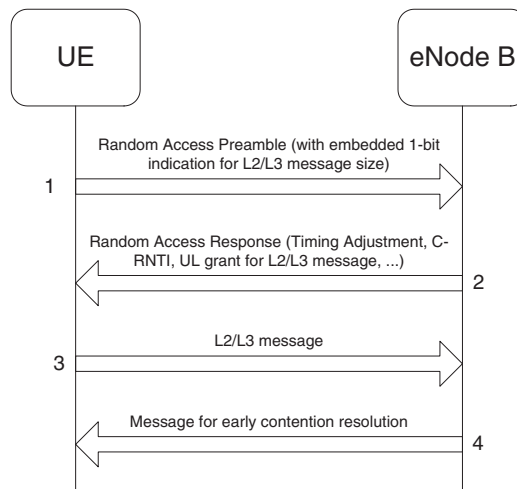 UE
eNode B
Random Access Preamble (with embedded 1-bit
indication for L2/L3 message size)
1
Random Access Response (Timing Adjustment, C-
RNTI, UL grant for L2/L3 message, ...)
2
L2/L3 message
3
Message for early contention resolution
4